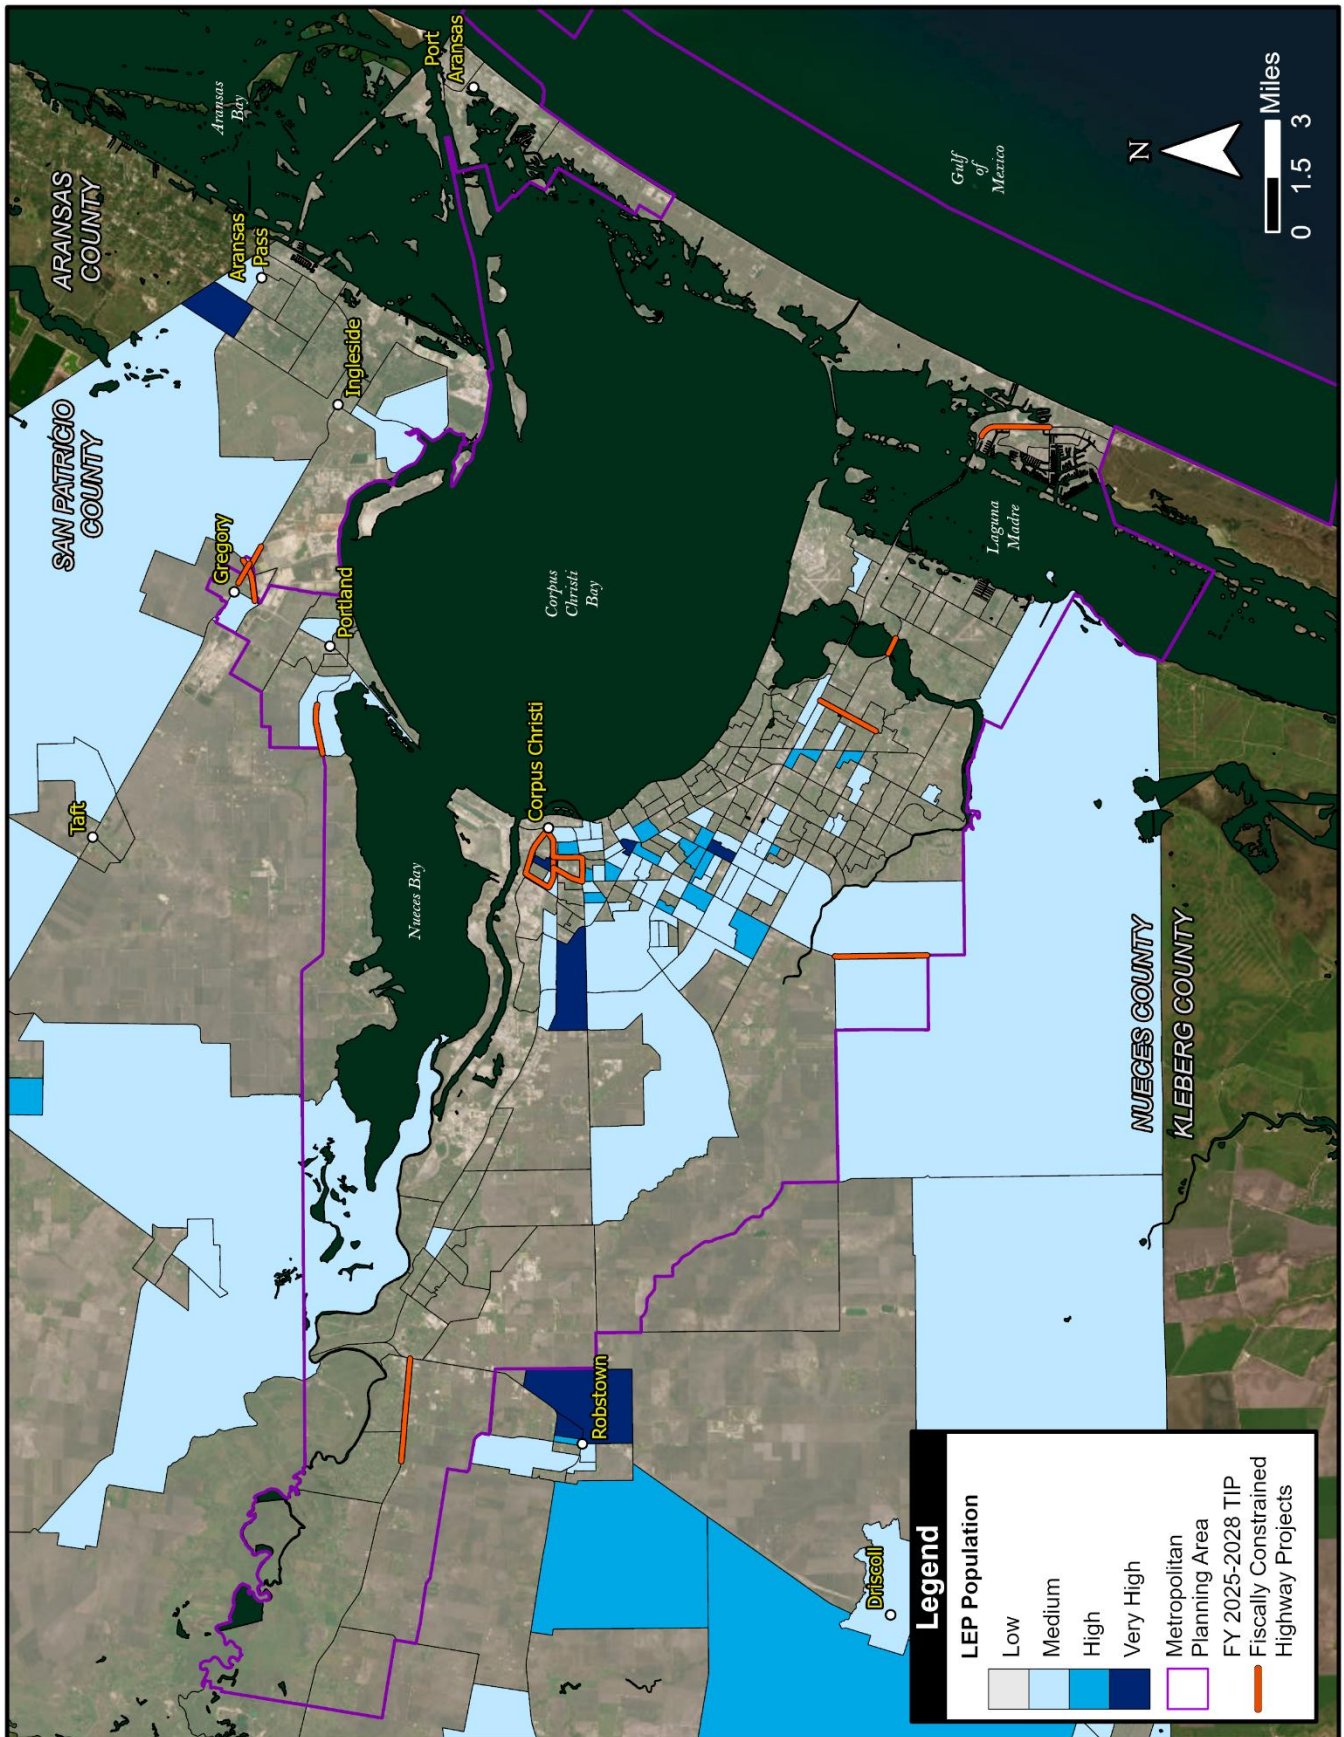 SAN PATRICIO
COUNTY
ARANSAS
COUNTY
Taft
Gregory
Portland
Ingleside
Aransas
Pass
Port
Aransas
Aransas
Bay
Nueces Bay
Corpus Christi
Corpus
Christi
Bay
Gulf
of
Mexico
Laguna
Madre
Robstown
Driscoll
NUECES COUNTY
KLEBERG COUNTY
N
Miles
0 1.5 3
Legend
LEP Population
Low
Medium
High
Very High
Metropolitan
Planning Area
FY 2025-2028 TIP
Fiscally Constrained
Highway Projects